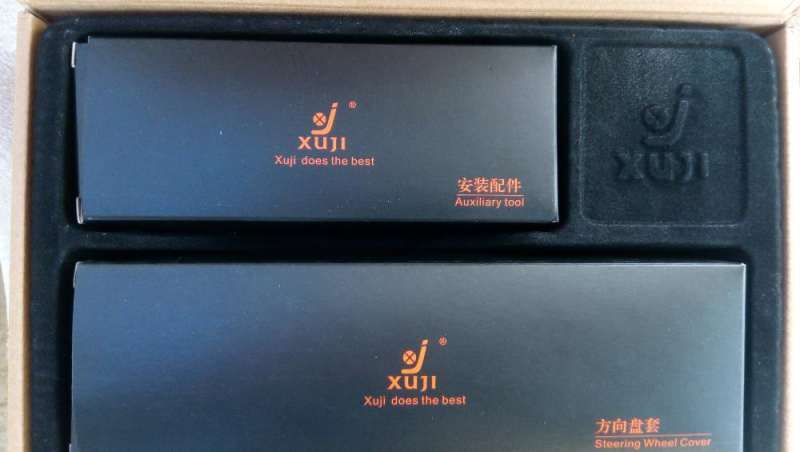 ®
XUJI
Xuji does the best
安装配件
Auxiliary tool
XUJI
®
XUJI
Xuji does the best
方向盘套
Steering Wheel Cover